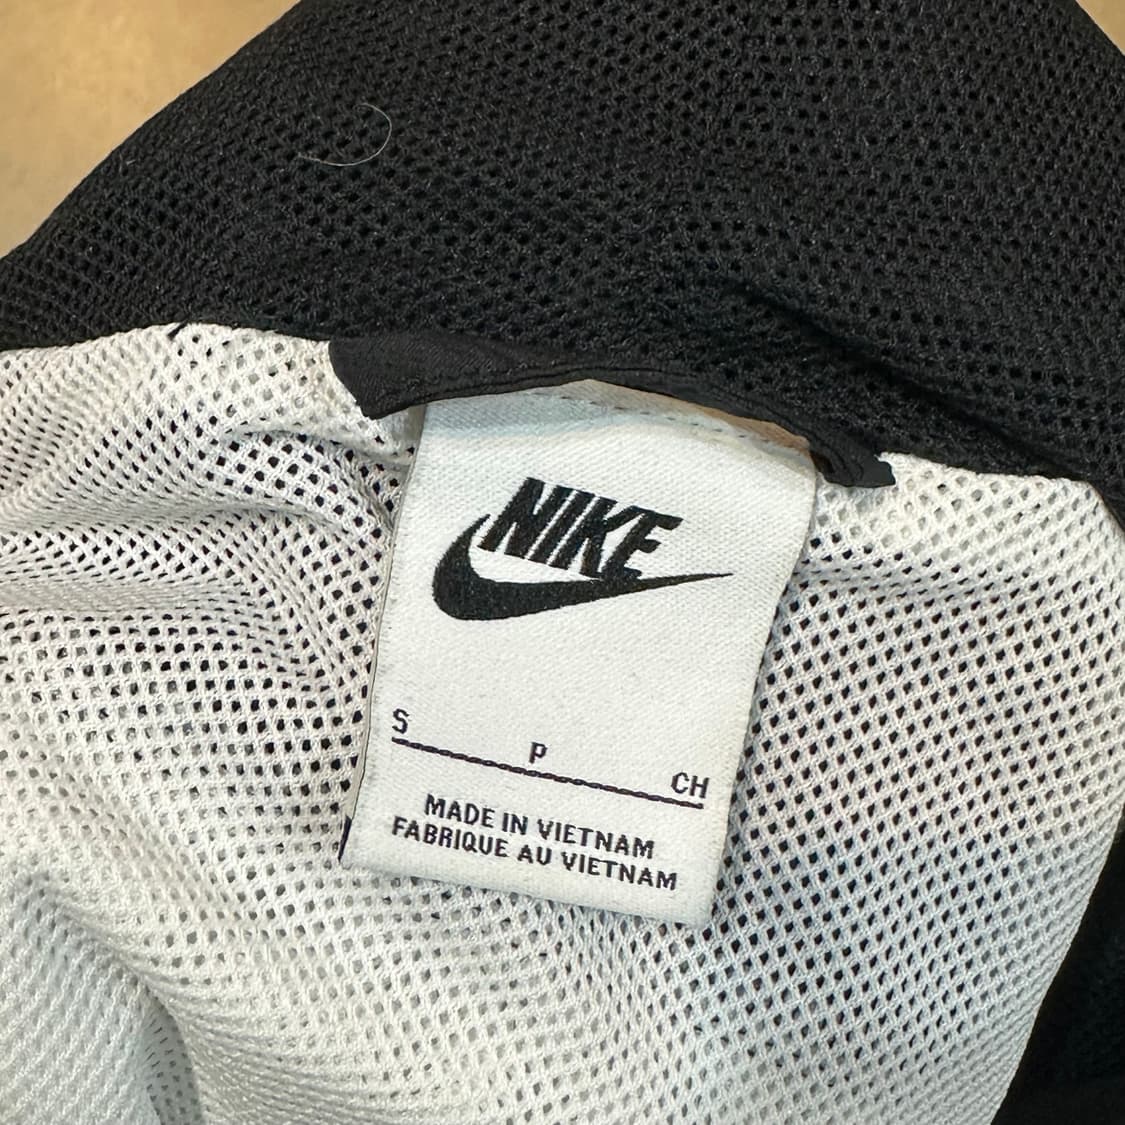 NIKE
S P CH
MADE IN VIETNAM
FABRIQUE AU VIETNAM